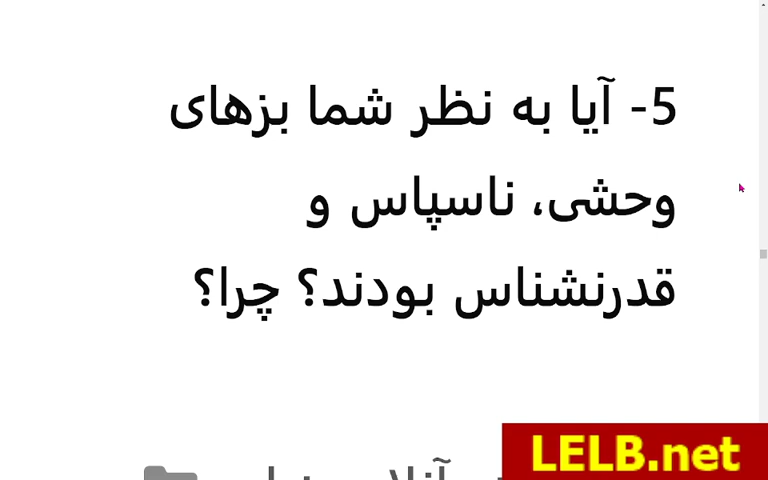 5- آیا به نظر شما بزهای
وحشی، ناسپاس و
قدرنشناس بودند؟ چرا؟
LELB.net